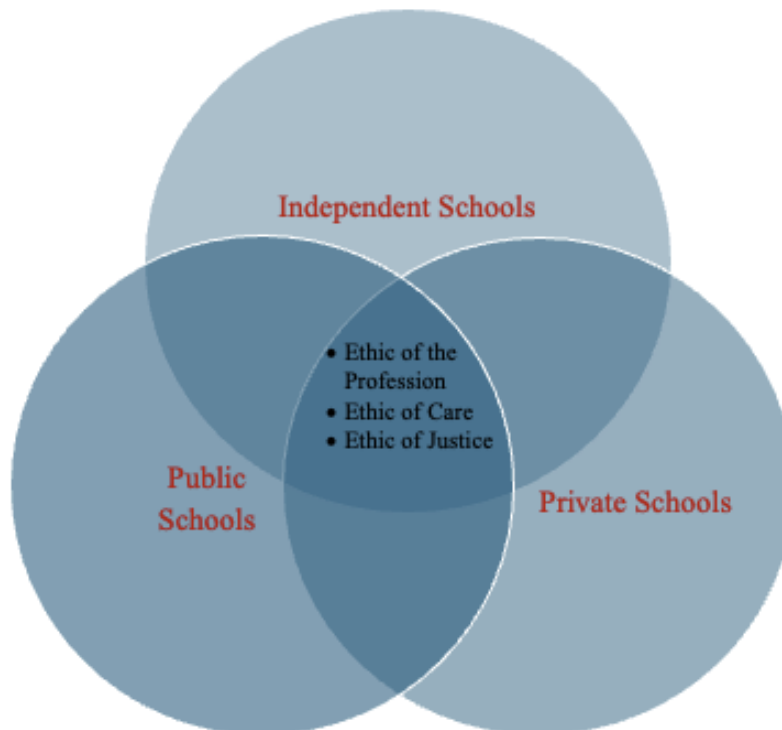 Independent Schools
• Ethic of the
Profession
• Ethic of Care
• Ethic of Justice
Public
Schools
Private Schools